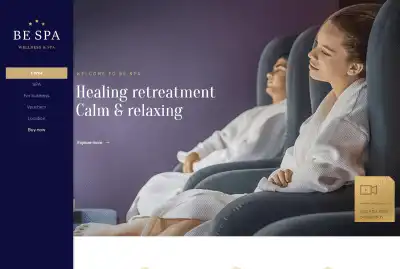 BE SPA
WELLNESS & SPA
SPA
For business
Vouchers
Location
Buy now
WELCOME TO BE SPA
Healing retreatment
Calm & relaxing
Explore more